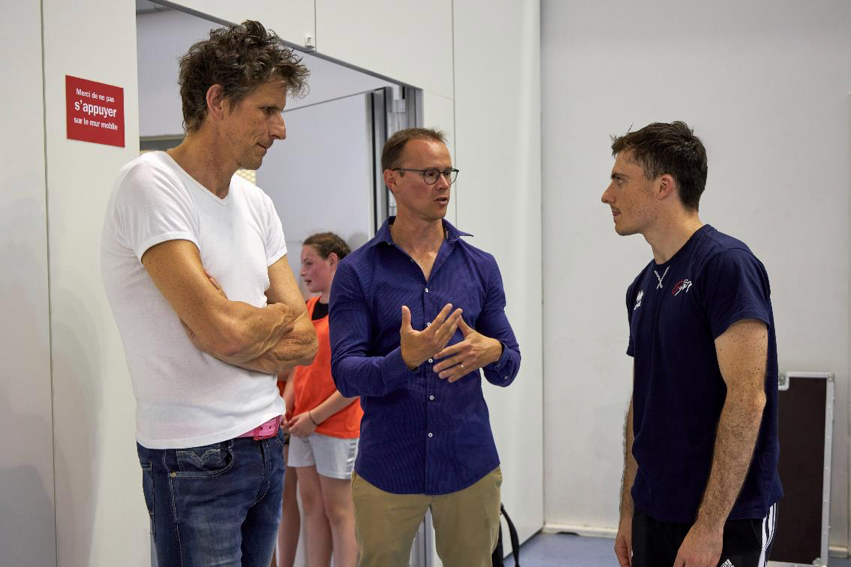 Merci de ne pas
s'appuyer
sur le mur mobile